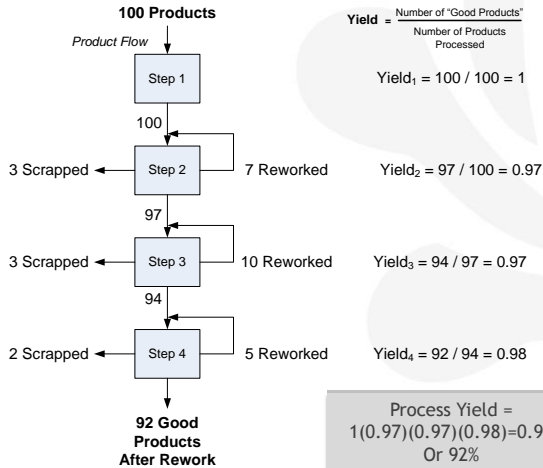 100 Products
Product Flow
Step 1
100
3 Scrapped
Step 2
7 Reworked
97
3 Scrapped
Step 3
10 Reworked
94
2 Scrapped
Step 4
5 Reworked
92 Good
Products
After Rework
Yield = Number of "Good Products"
Number of Products
Processed
Yield₁ = 100 / 100 = 1
Yield₂ = 97 / 100 = 0.97
Yield₃ = 94 / 97 = 0.97
Yield₄ = 92 / 94 = 0.98
Process Yield =
1(0.97)(0.97)(0.98)=0.9
Or 92%